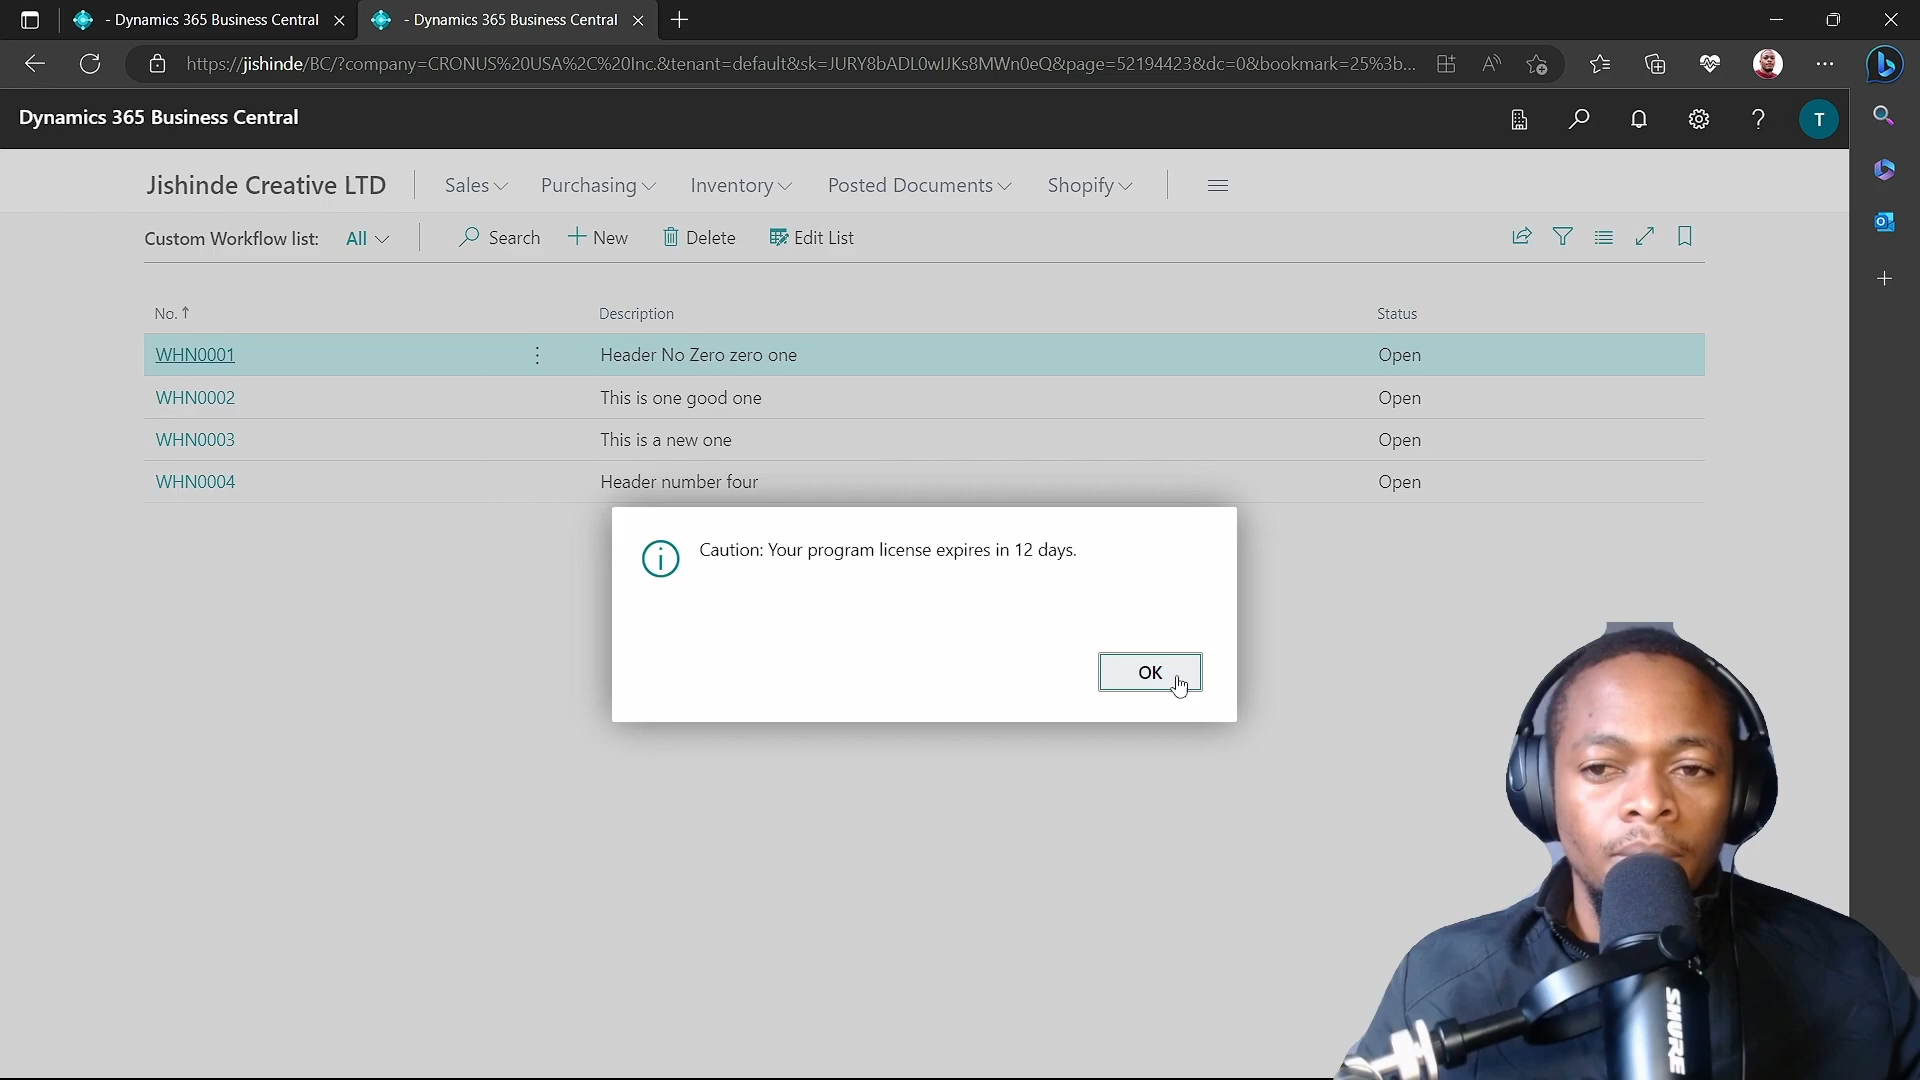 - Dynamics 365 Business Central
- Dynamics 365 Business Central
https://jishinde/BC/?company=CRONUS%20USA%2C%20Inc.&tenant=default&sk=JURY8bADL0wIJKs8MWn0eQ&page=52194423&dc=0&bookmark=25%3b...
Dynamics 365 Business Central
T
Jishinde Creative LTD
Sales
Purchasing
Inventory
Posted Documents
Shopify
Custom Workflow list:
All
Search
New
Delete
Edit List
No.↑
Description
Status
WHN0001
Header No Zero zero one
Open
WHN0002
This is one good one
Open
WHN0003
This is a new one
Open
WHN0004
Header number four
Open
Caution: Your program license expires in 12 days.
OK
SHURE